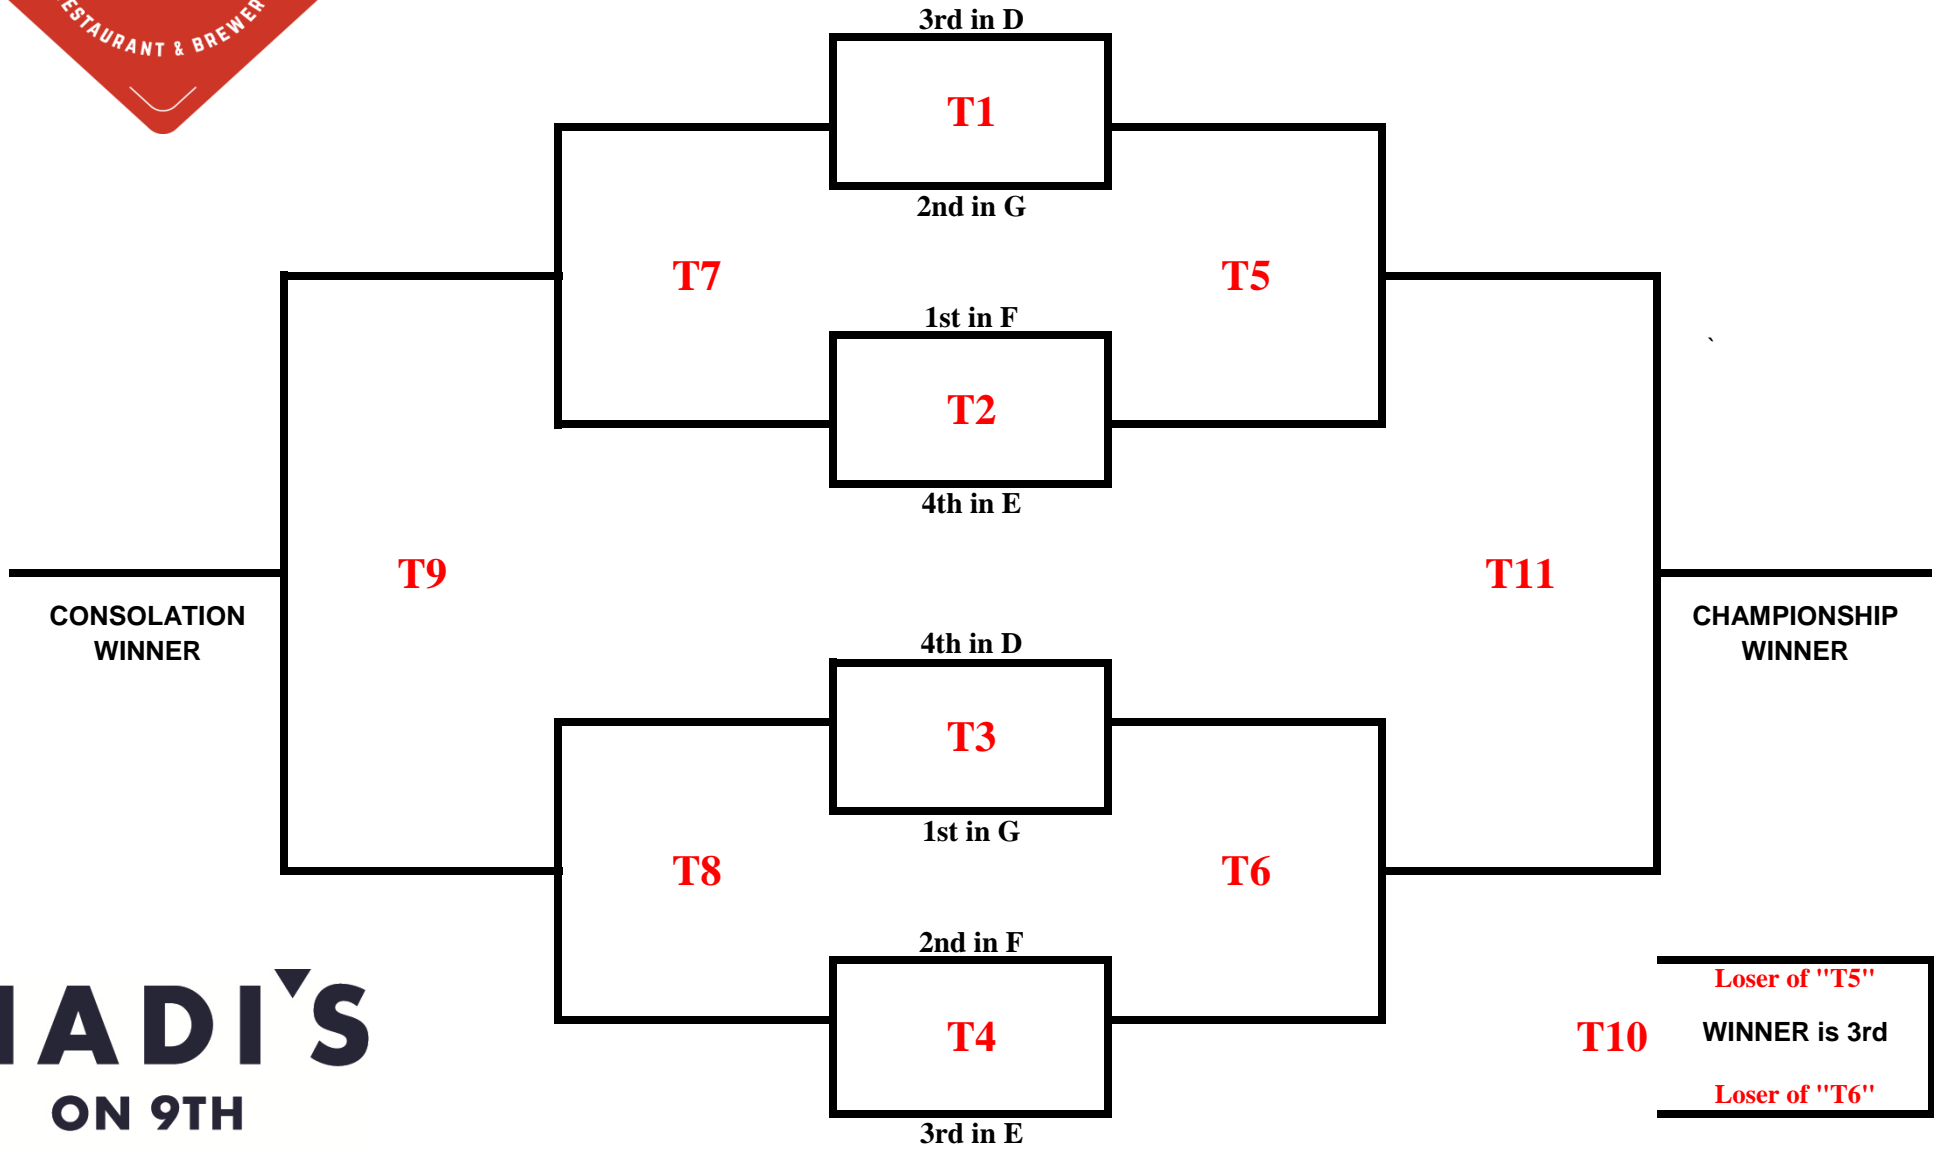 3rd in D
T1
2nd in G
T7
T5
1st in F
`
T2
4th in E
T9
T11
CONSOLATION
WINNER
CHAMPIONSHIP
WINNER
4th in D
T3
1st in G
T8
T6
2nd in F
Loser of "T5"
T4
T10
WINNER is 3rd
Loser of "T6"
3rd in E
ESTAURANT & BREWER
ADI'S
ON 9TH